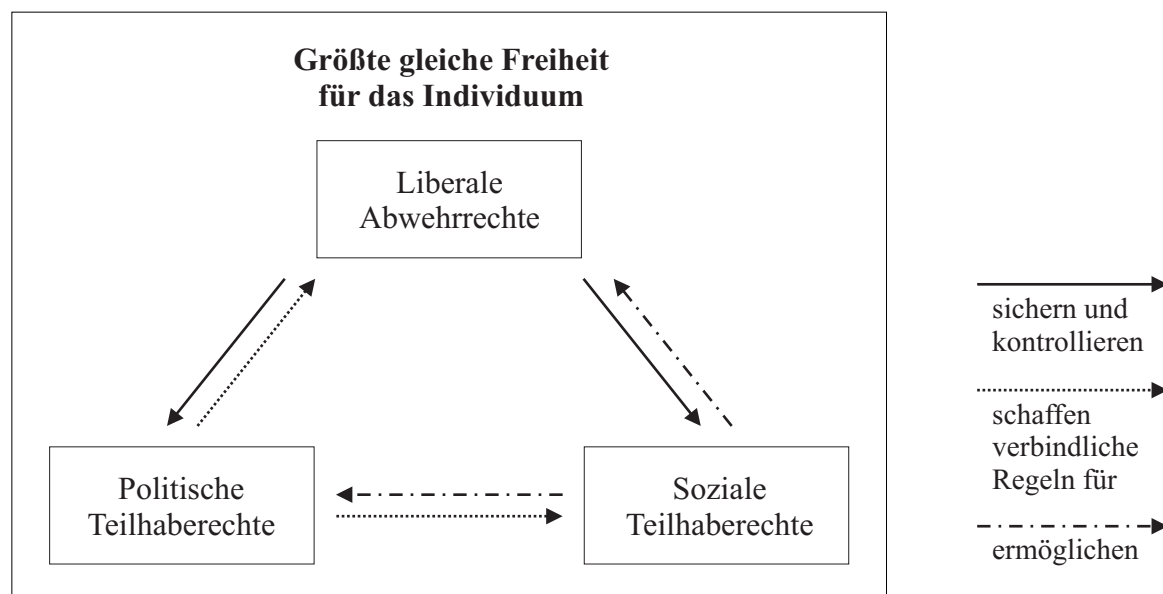 Größte gleiche Freiheit
für das Individuum
Liberale
Abwehrrechte
Politische
Teilhaberechte
Soziale
Teilhaberechte
sichern und
kontrollieren
schaffen
verbindliche
Regeln für
ermöglichen